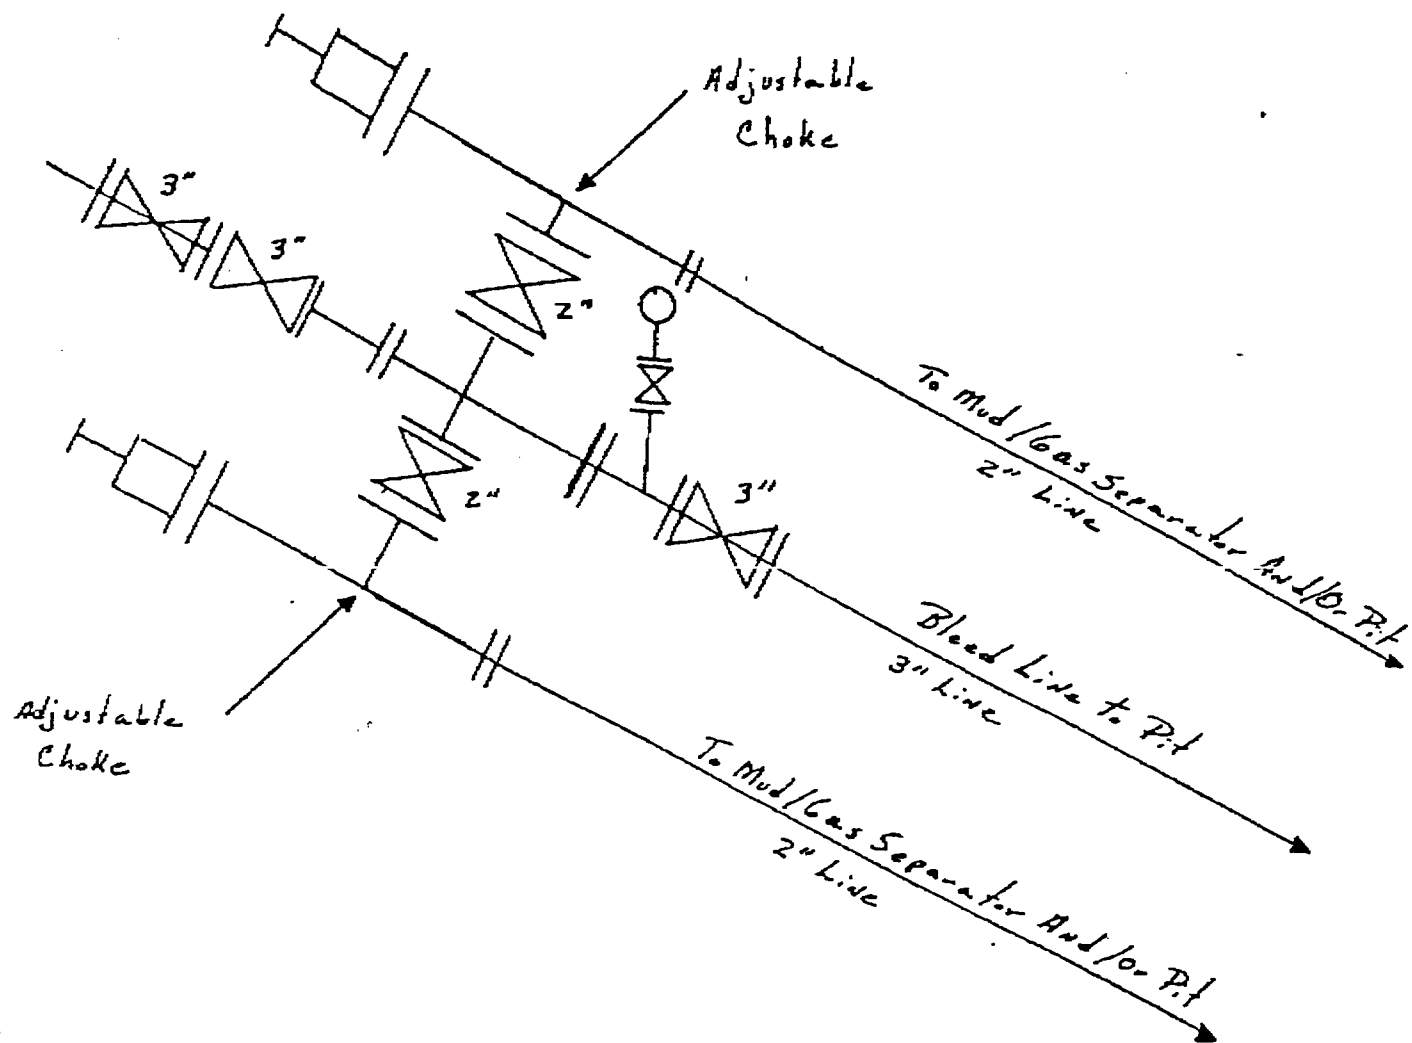 Adjustable
Choke
3"
3"
2"
To Mud/Gas Separator And/Or Pit
2" Line
2"
3"
Bleed Line to Pit
3" Line
Adjustable
Choke
To Mud/Gas Separator And/Or Pit
2" Line